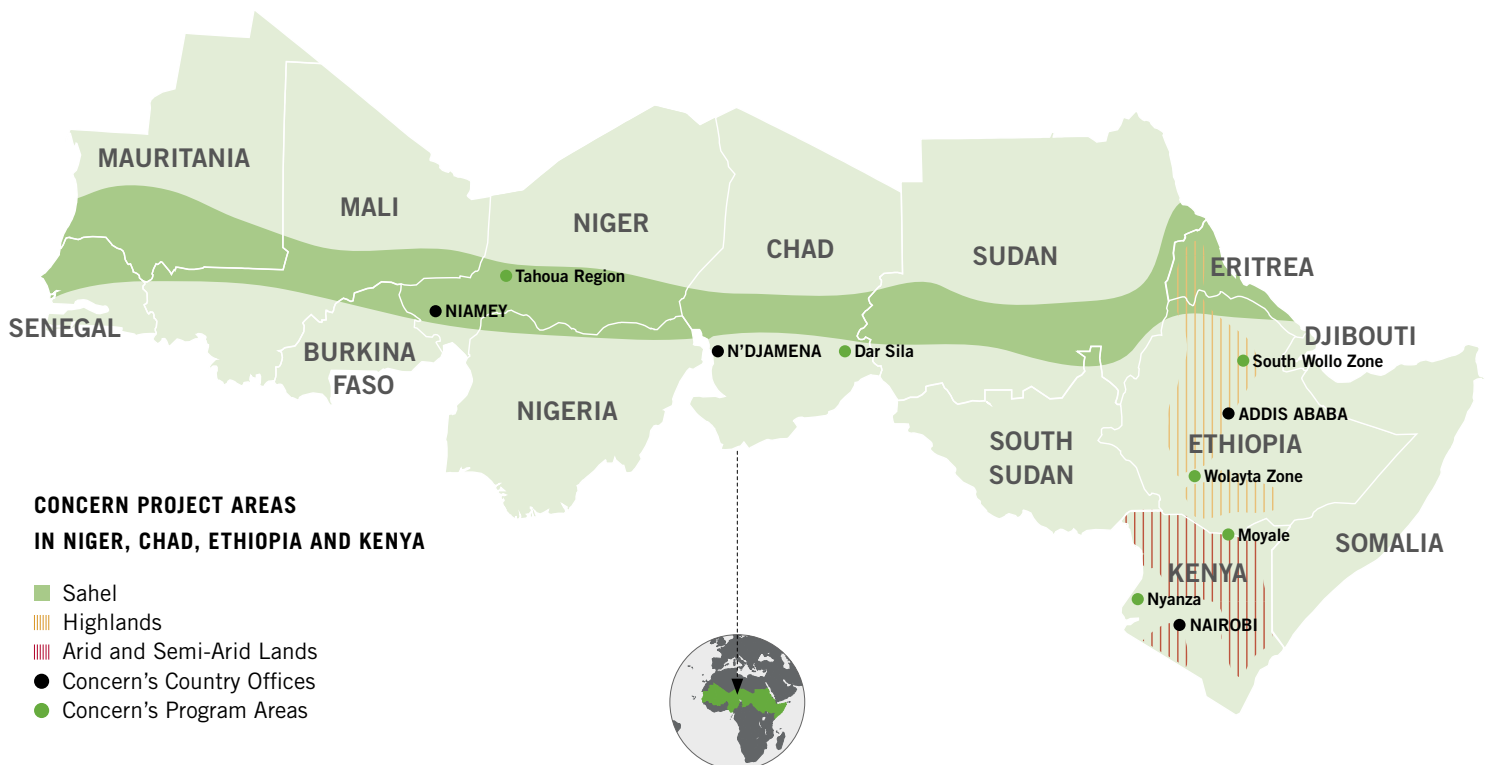 MAURITANIA
MALI
NIGER
CHAD
SUDAN
ERITREA
Tahoua Region
NIAMEY
SENEGAL
BURKINA
FASO
NIGERIA
N'DJAMENA
Dar Sila
DJIBOUTI
South Wollo Zone
ADDIS ABABA
ETHIOPIA
SOUTH
SUDAN
Wolayta Zone
Moyale
SOMALIA
KENYA
Nyanza
NAIROBI
CONCERN PROJECT AREAS
IN NIGER, CHAD, ETHIOPIA AND KENYA
Sahel
Highlands
Arid and Semi-Arid Lands
Concern's Country Offices
Concern's Program Areas